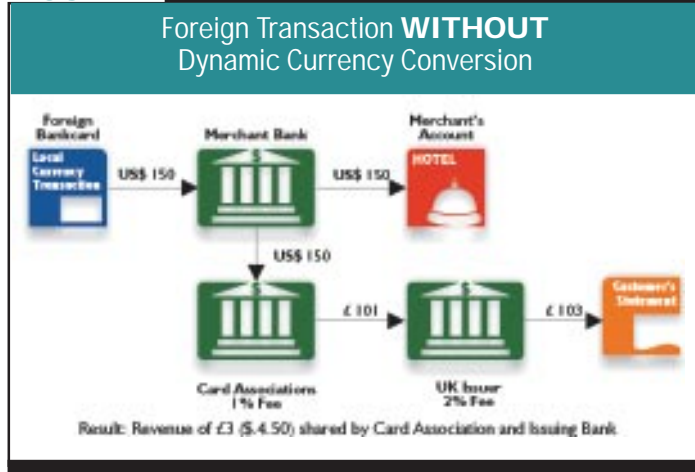 Foreign Transaction WITHOUT
Dynamic Currency Conversion
Foreign
Bankcard
Merchant Bank
Merchant's
Account
Local
Currency
Transaction
US$ 150
$
US$ 150
HOTEL
US$ 150
$
£ 101
$
£ 103
Customer's
Statement
Card Associations
1% Fee
UK Issuer
2% Fee
Result: Revenue of £3 ($.4.50) shared by Card Association and Issuing Bank